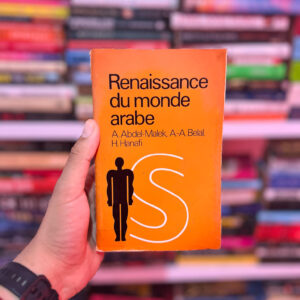 Renaissance
du monde
arabe
A. Abdel-Malek, A.-A. Belal,
H. Hanafi
S